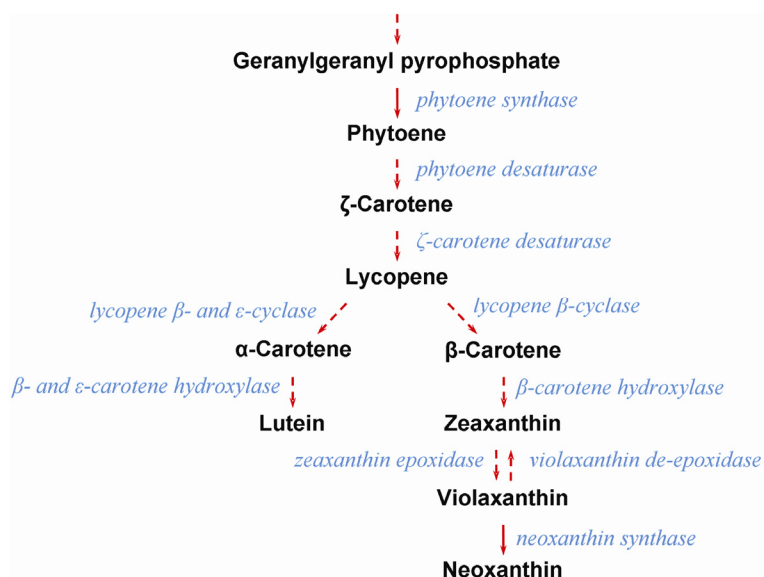 Geranylgeranyl pyrophosphate
phytoene synthase
Phytoene
phytoene desaturase
ζ-Carotene
ζ-carotene desaturase
Lycopene
lycopene β- and ε-cyclase
lycopene β-cyclase
α-Carotene
β-Carotene
β- and ε-carotene hydroxylase
β-carotene hydroxylase
Lutein
Zeaxanthin
zeaxanthin epoxidase
violaxanthin de-epoxidase
Violaxanthin
neoxanthin synthase
Neoxanthin